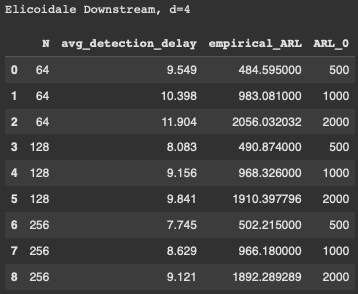 Elicoidale Downstream, d=4
N avg_detection_delay empirical_ARL ARL_0
0 64 9.549 484.595000 500
1 64 10.398 983.081000 1000
2 64 11.904 2056.032032 2000
3 128 8.083 490.874000 500
4 128 9.156 968.326000 1000
5 128 9.841 1910.397796 2000
6 256 7.745 502.215000 500
7 256 8.629 966.180000 1000
8 256 9.121 1892.289289 2000